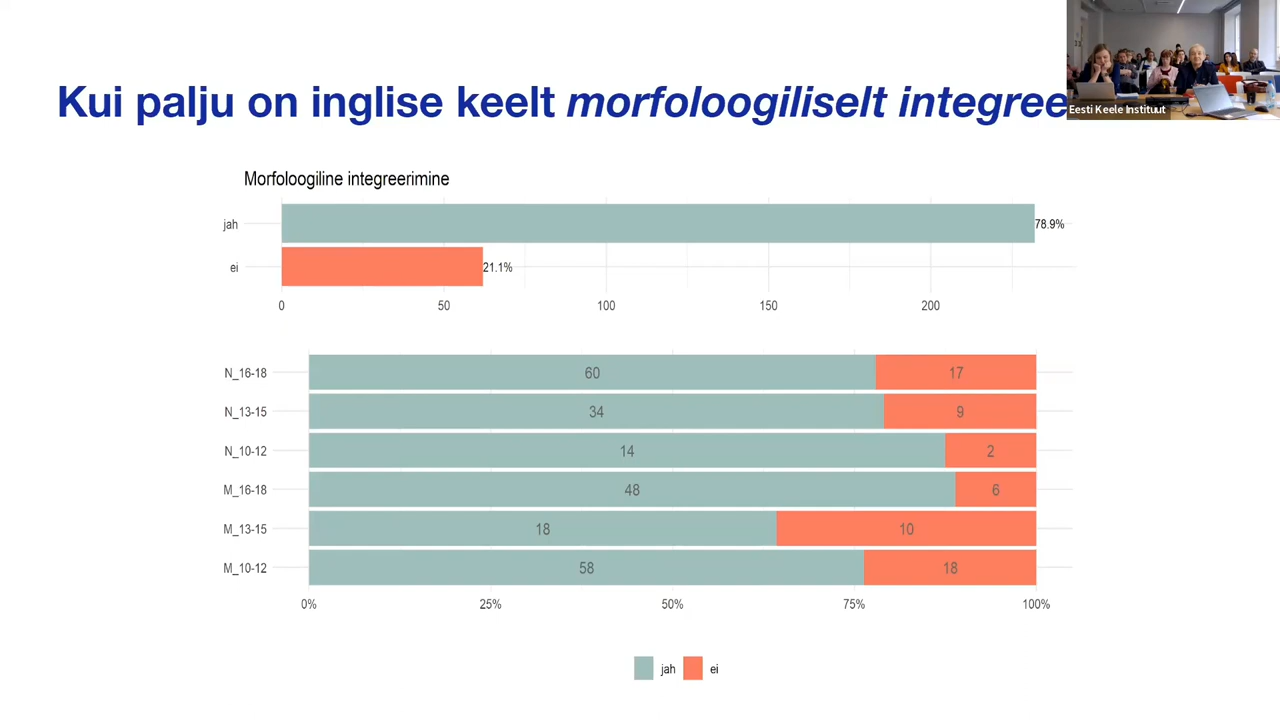 Kui palju on inglise keelt morfoloogiliselt integree
Eesti Keele Instituut
Morfoloogiline integreerimine
jah 78.9%
ei 21.1%
0 50 100 150 200
N_16-18 60 17
N_13-15 34 9
N_10-12 14 2
M_16-18 48 6
M_13-15 18 10
M_10-12 58 18
0% 25% 50% 75% 100%
jah ei